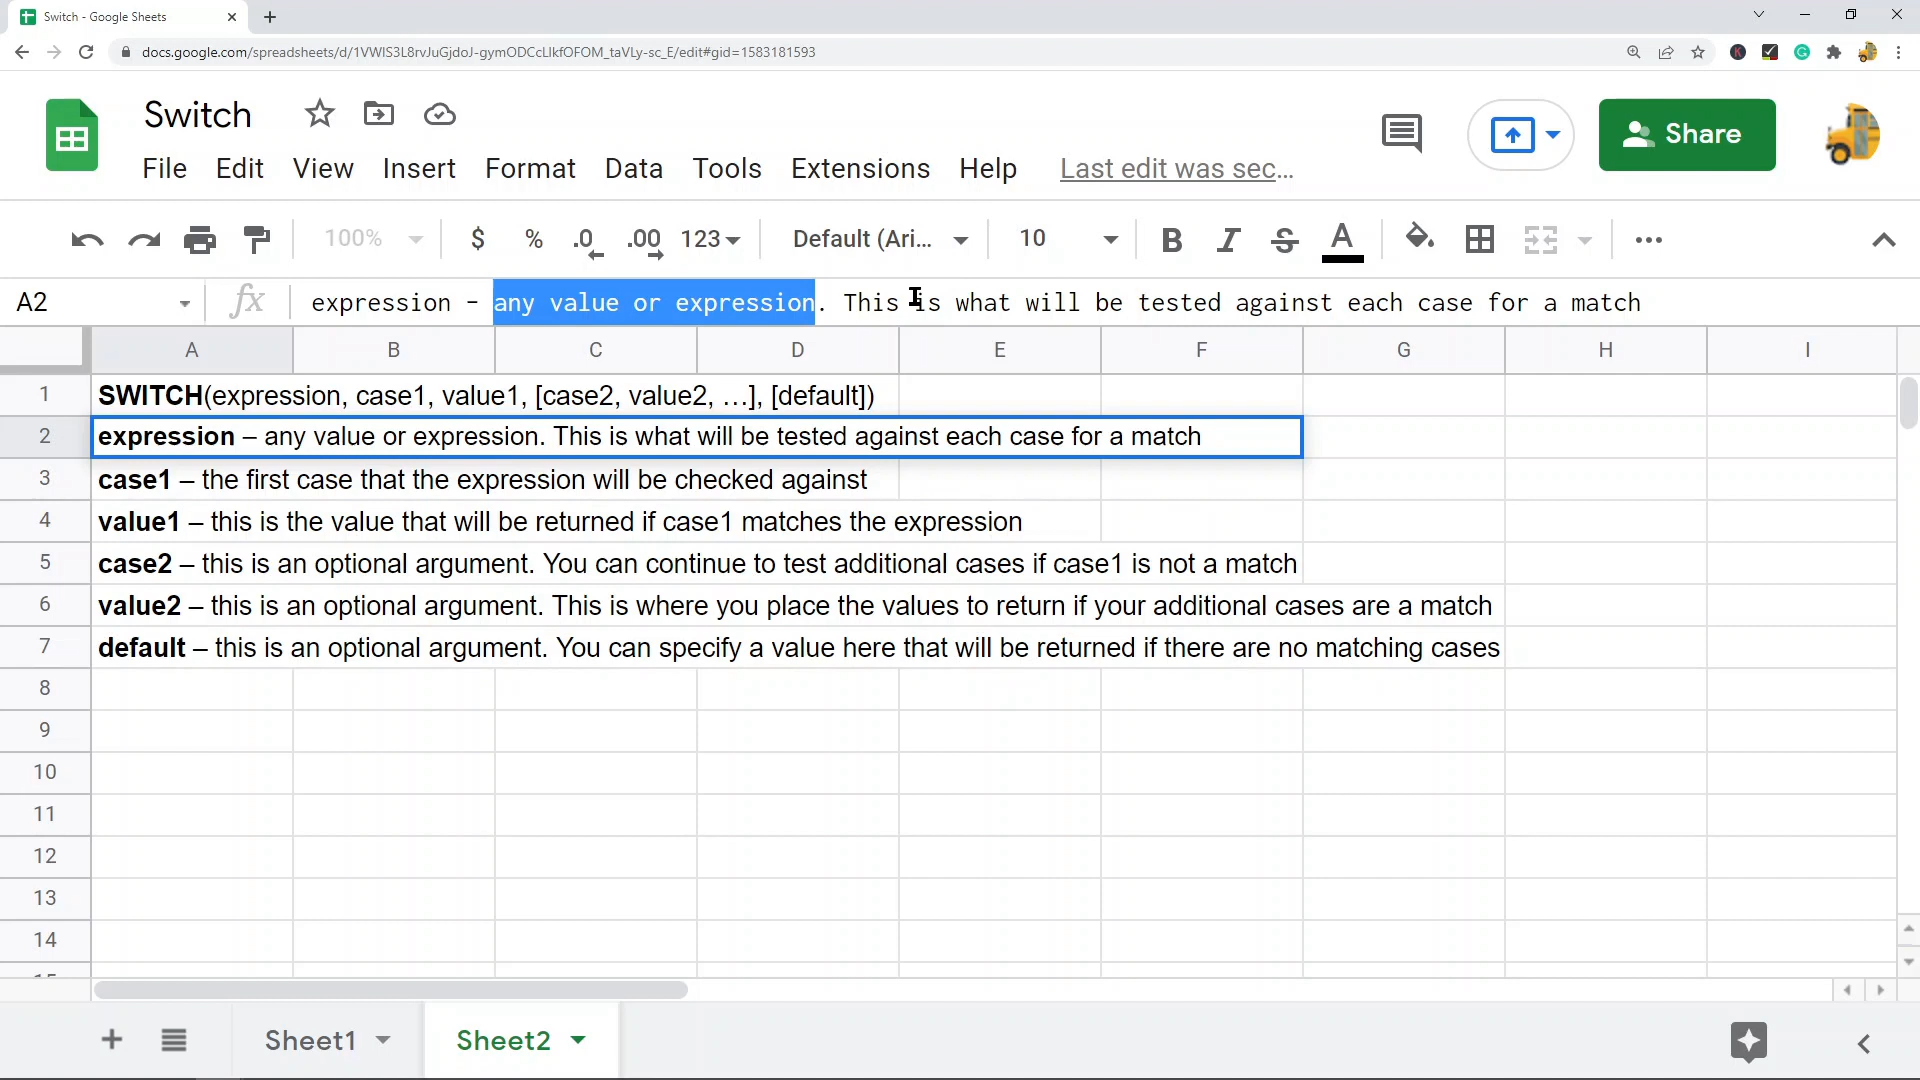 Switch - Google Sheets
docs.google.com/spreadsheets/d/1VWIS3L8rvJuGjdoJ-gymODCcLlkfOFOM_taVLy-sc_E/edit#gid=1583181593
Switch
Share
File Edit View Insert Format Data Tools Extensions Help Last edit was sec...
100% $ % .0 .00 123 Default (Ari... 10 B I S A
A2 fx expression - any value or expression. This is what will be tested against each case for a match
A B C D E F G H I
1 SWITCH(expression, case1, value1, [case2, value2, …], [default])
2 expression – any value or expression. This is what will be tested against each case for a match
3 case1 – the first case that the expression will be checked against
4 value1 – this is the value that will be returned if case1 matches the expression
5 case2 – this is an optional argument. You can continue to test additional cases if case1 is not a match
6 value2 – this is an optional argument. This is where you place the values to return if your additional cases are a match
7 default – this is an optional argument. You can specify a value here that will be returned if there are no matching cases
8
9
10
11
12
13
14
Sheet1 Sheet2